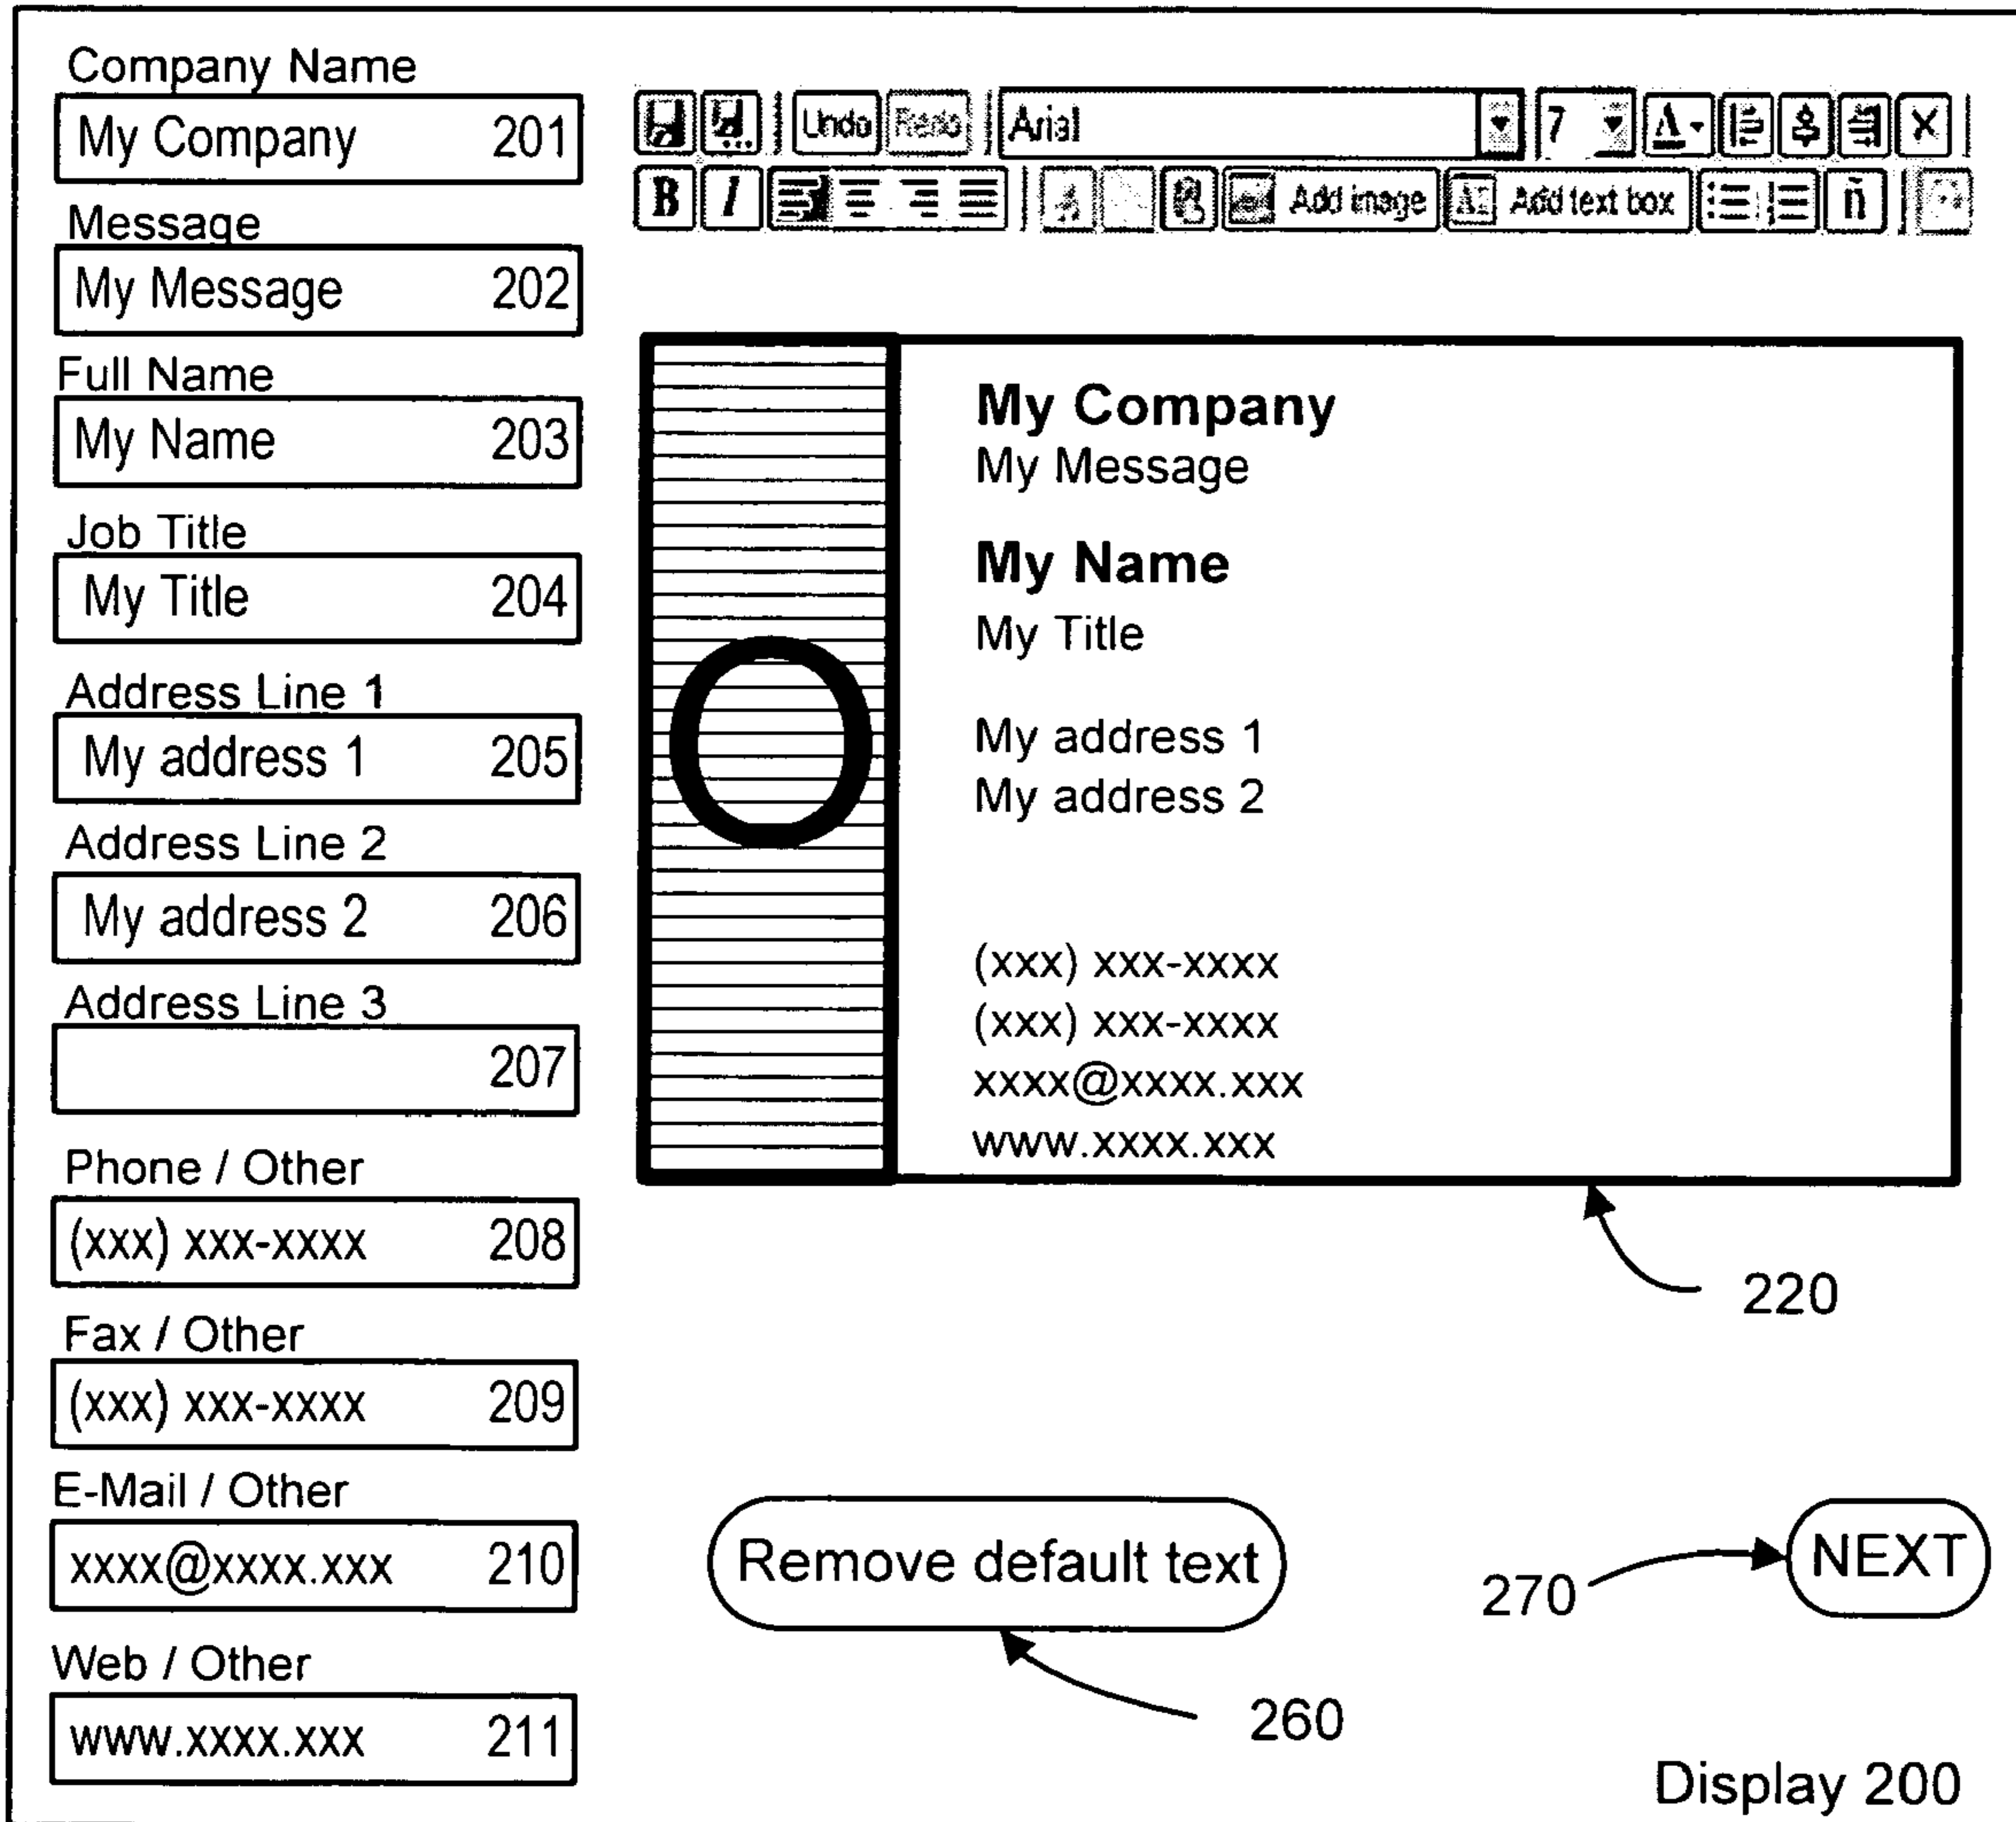 Company Name
My Company 201
Message
My Message 202
Full Name
My Name 203
Job Title
My Title 204
Address Line 1
My address 1 205
Address Line 2
My address 2 206
Address Line 3
207
Phone / Other
(xxx) xxx-xxxx 208
Fax / Other
(xxx) xxx-xxxx 209
E-Mail / Other
xxxx@xxxx.xxx 210
Web / Other
www.xxxx.xxx 211
Undo Redo Arial 7 A
B I Add image A Add text box ñ
My Company
My Message
My Name
My Title
My address 1
My address 2
(xxx) xxx-xxxx
(xxx) xxx-xxxx
xxxx@xxxx.xxx
www.xxxx.xxx
O
220
Remove default text
260
270
NEXT
Display 200